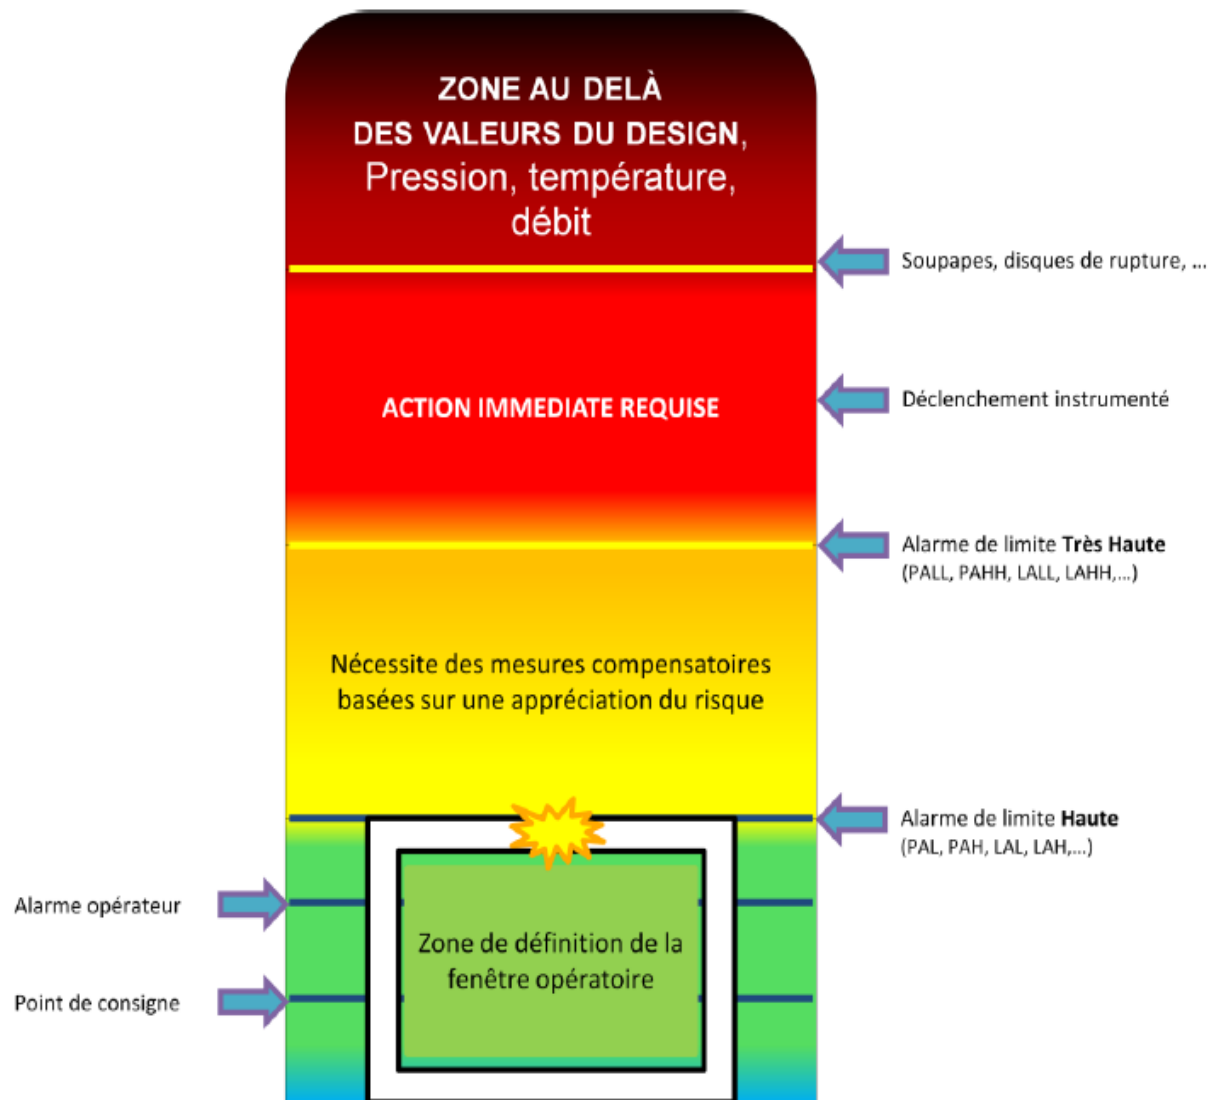 ZONE AU DELÀ
DES VALEURS DU DESIGN,
Pression, température,
débit
Soupapes, disques de rupture, ...
ACTION IMMEDIATE REQUISE
Déclenchement instrumenté
Alarme de limite Très Haute
(PALL, PAHH, LALL, LAHH,...)
Nécessite des mesures compensatoires
basées sur une appréciation du risque
Alarme de limite Haute
(PAL, PAH, LAL, LAH,...)
Alarme opérateur
Zone de définition de la
fenêtre opératoire
Point de consigne